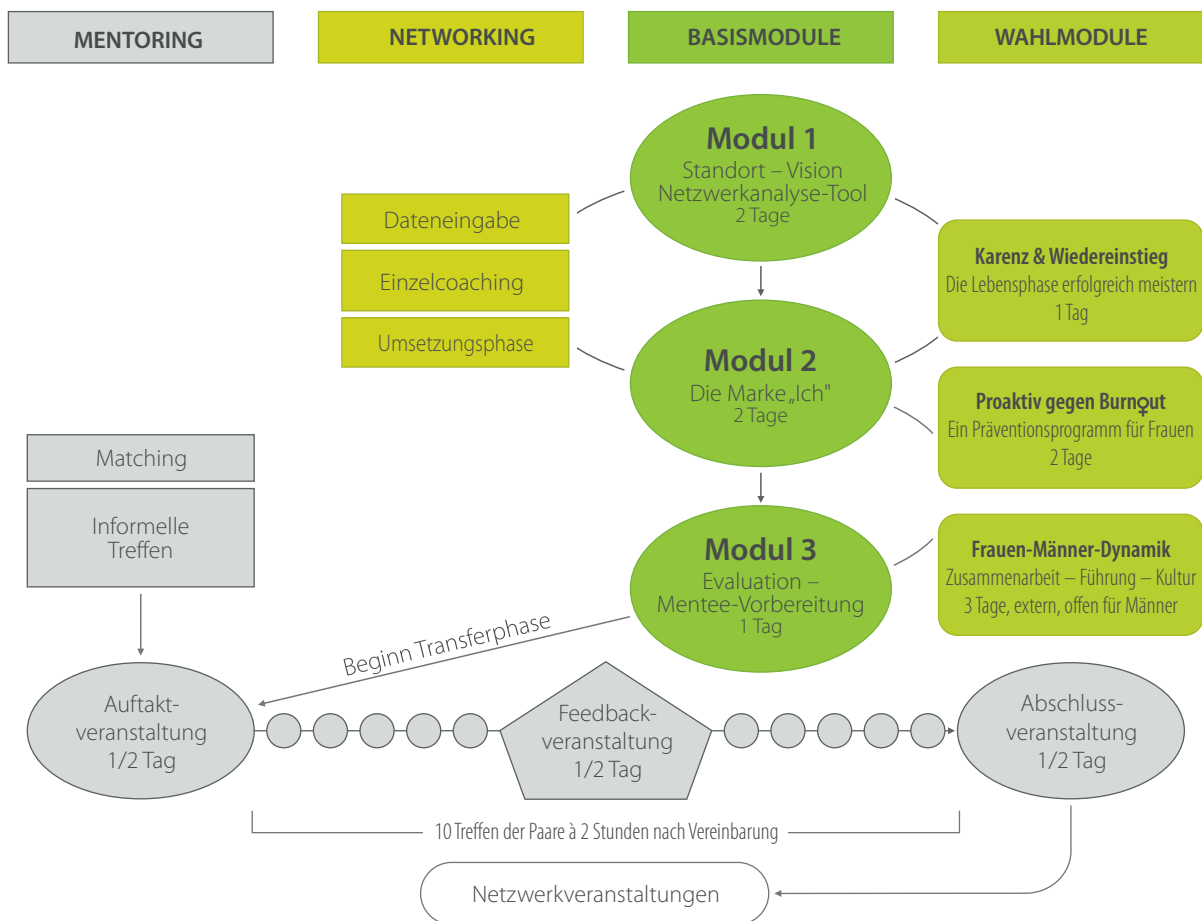 MENTORING
NETWORKING
BASISMODULE
WAHLMODULE
Modul 1
Standort – Vision
Netzwerkanalyse-Tool
2 Tage
Dateneingabe
Einzelcoaching
Umsetzungsphase
Karenz & Wiedereinstieg
Die Lebensphase erfolgreich meistern
1 Tag
Modul 2
Die Marke „Ich"
2 Tage
Proaktiv gegen Burnout
Ein Präventionsprogramm für Frauen
2 Tage
Matching
Informelle
Treffen
Modul 3
Evaluation –
Mentee-Vorbereitung
1 Tag
Frauen-Männer-Dynamik
Zusammenarbeit – Führung – Kultur
3 Tage, extern, offen für Männer
Beginn Transferphase
Auftakt-
veranstaltung
1/2 Tag
Feedback-
veranstaltung
1/2 Tag
Abschluss-
veranstaltung
1/2 Tag
10 Treffen der Paare à 2 Stunden nach Vereinbarung
Netzwerkveranstaltungen